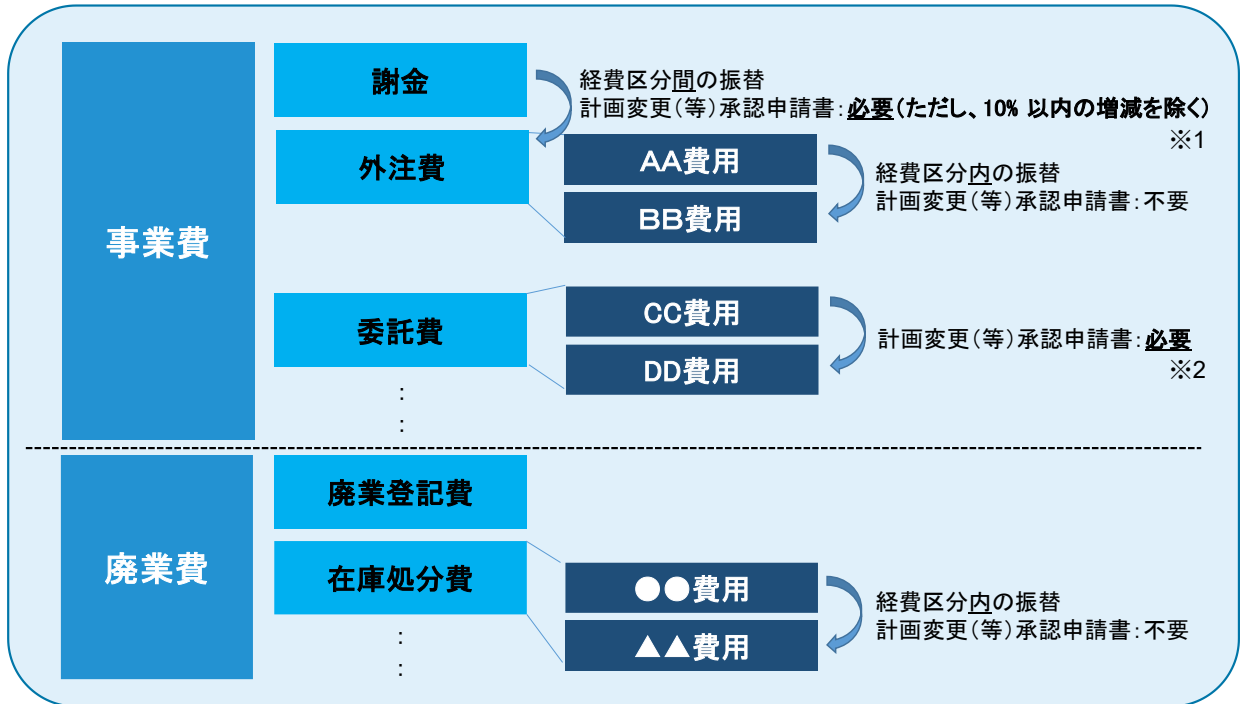 事業費
謝金
経費区分間の振替
計画変更(等)承認申請書:必要(ただし、10% 以内の増減を除く)
※1
外注費
AA費用
BB費用
経費区分内の振替
計画変更(等)承認申請書:不要
委託費
CC費用
DD費用
計画変更(等)承認申請書:必要
※2
:
:
廃業費
廃業登記費
在庫処分費
●●費用
▲▲費用
経費区分内の振替
計画変更(等)承認申請書:不要
:
: